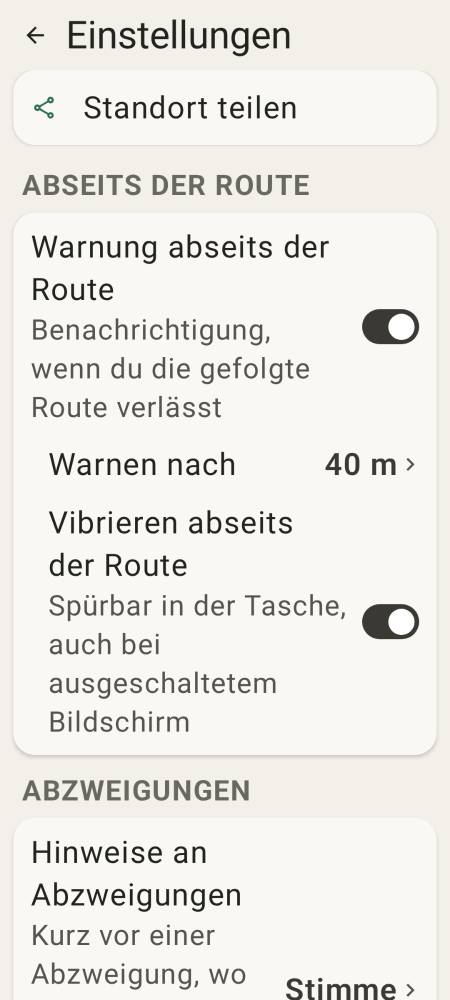 Einstellungen
Standort teilen
ABSEITS DER ROUTE
Warnung abseits der
Route
Benachrichtigung,
wenn du die gefolgte
Route verlässt
Warnen nach 40 m
Vibrieren abseits
der Route
Spürbar in der Tasche,
auch bei
ausgeschaltetem
Bildschirm
ABZWEIGUNGEN
Hinweise an
Abzweigungen
Kurz vor einer
Abzweigung, wo
Stimme